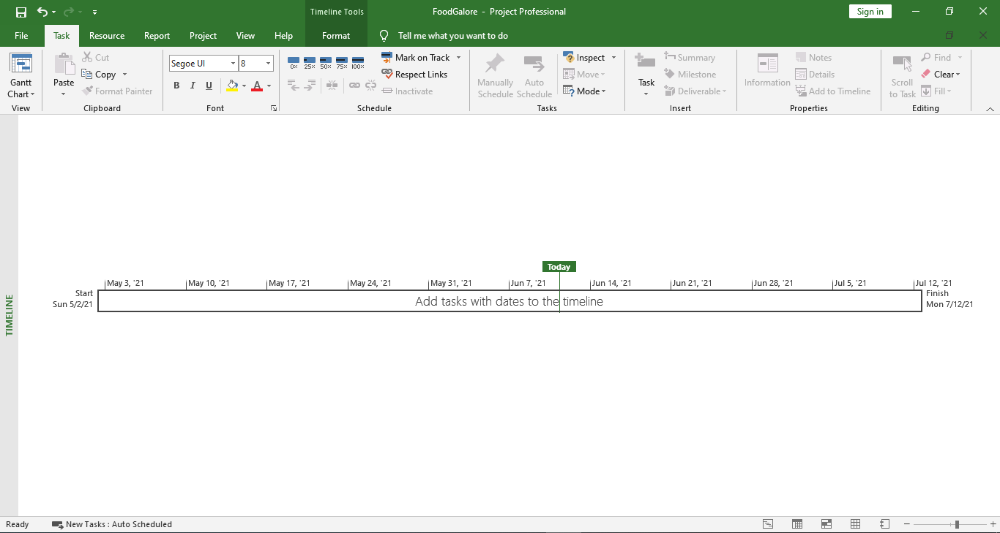 Timeline Tools
FoodGalore - Project Professional
Sign in
File Task Resource Report Project View Help Format Tell me what you want to do
Gantt Chart
View
Paste
Cut
Copy
Format Painter
Clipboard
Segoe UI 8
B I U A
Font
0% 25% 50% 75% 100%
Mark on Track
Respect Links
Inactivate
Schedule
Manually Schedule
Auto Schedule
Inspect
Move
Mode
Tasks
Task
Summary
Milestone
Deliverable
Insert
Information
Notes
Details
Add to Timeline
Properties
Scroll to Task
Find
Clear
Fill
Editing
TIMELINE
Today
May 3, '21 May 10, '21 May 17, '21 May 24, '21 May 31, '21 Jun 7, '21 Jun 14, '21 Jun 21, '21 Jun 28, '21 Jul 5, '21 Jul 12, '21
Start
Sun 5/2/21
Add tasks with dates to the timeline
Finish
Mon 7/12/21
Ready New Tasks : Auto Scheduled